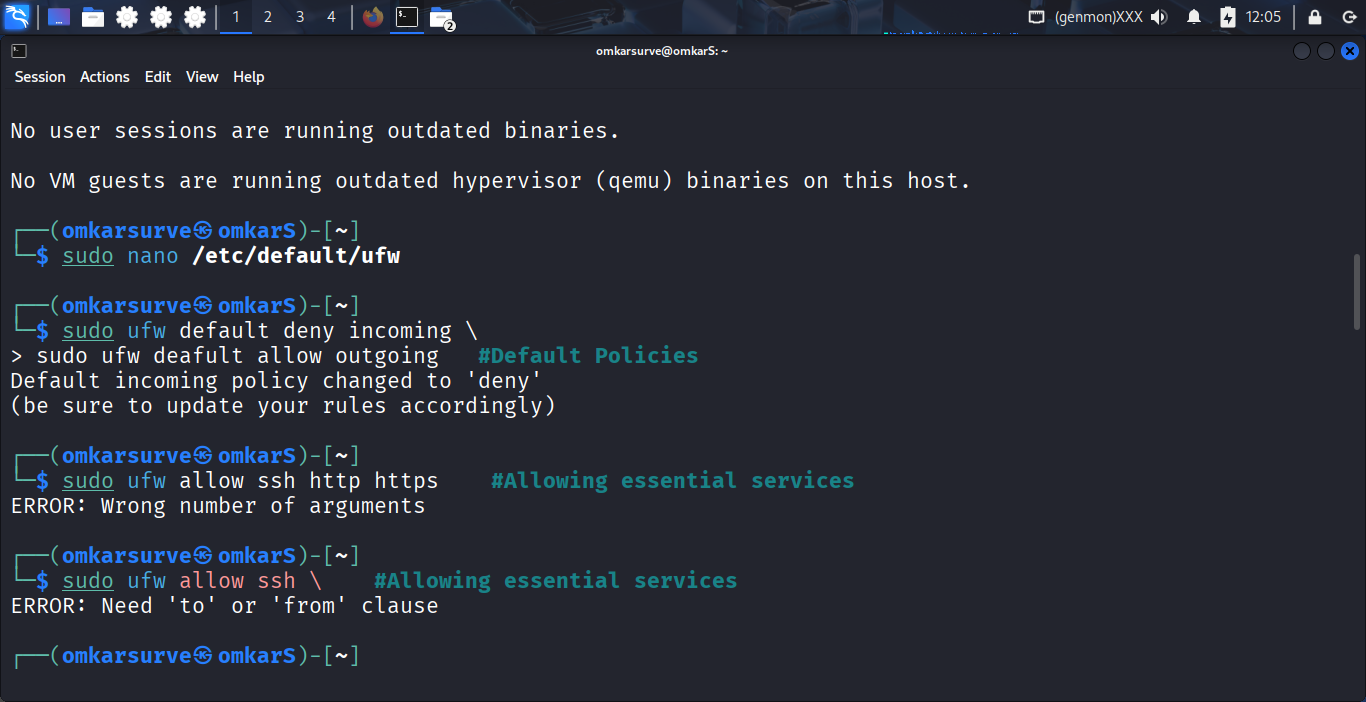 1 2 3 4 2 (genmon)XXX 12:05
omkarsurve@omkarS: ~
Session Actions Edit View Help
No user sessions are running outdated binaries.
No VM guests are running outdated hypervisor (qemu) binaries on this host.
┌──(omkarsurve㉿omkarS)-[~]
└─$ sudo nano /etc/default/ufw
┌──(omkarsurve㉿omkarS)-[~]
└─$ sudo ufw default deny incoming \
> sudo ufw deafult allow outgoing   #Default Policies
Default incoming policy changed to 'deny'
(be sure to update your rules accordingly)
┌──(omkarsurve㉿omkarS)-[~]
└─$ sudo ufw allow ssh http https    #Allowing essential services
ERROR: Wrong number of arguments
┌──(omkarsurve㉿omkarS)-[~]
└─$ sudo ufw allow ssh \    #Allowing essential services
ERROR: Need 'to' or 'from' clause
┌──(omkarsurve㉿omkarS)-[~]